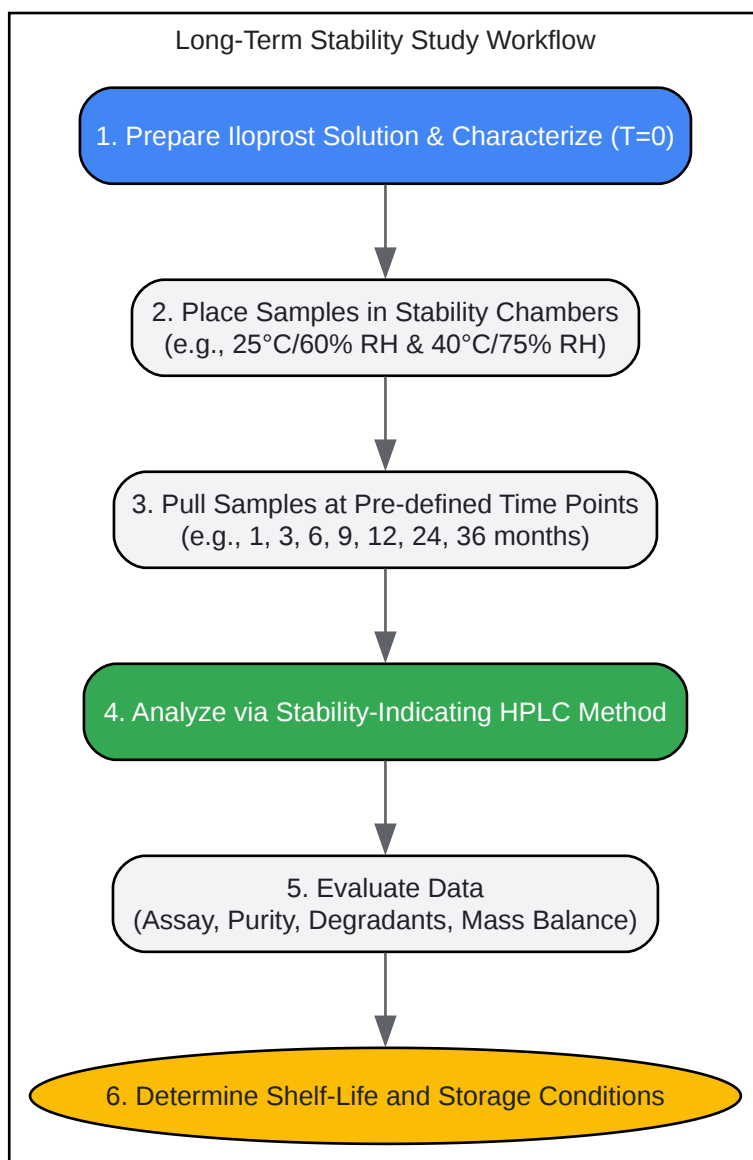 Long-Term Stability Study Workflow
1. Prepare Iloprost Solution & Characterize (T=0)
2. Place Samples in Stability Chambers
(e.g., 25°C/60% RH & 40°C/75% RH)
3. Pull Samples at Pre-defined Time Points
(e.g., 1, 3, 6, 9, 12, 24, 36 months)
4. Analyze via Stability-Indicating HPLC Method
5. Evaluate Data
(Assay, Purity, Degradants, Mass Balance)
6. Determine Shelf-Life and Storage Conditions